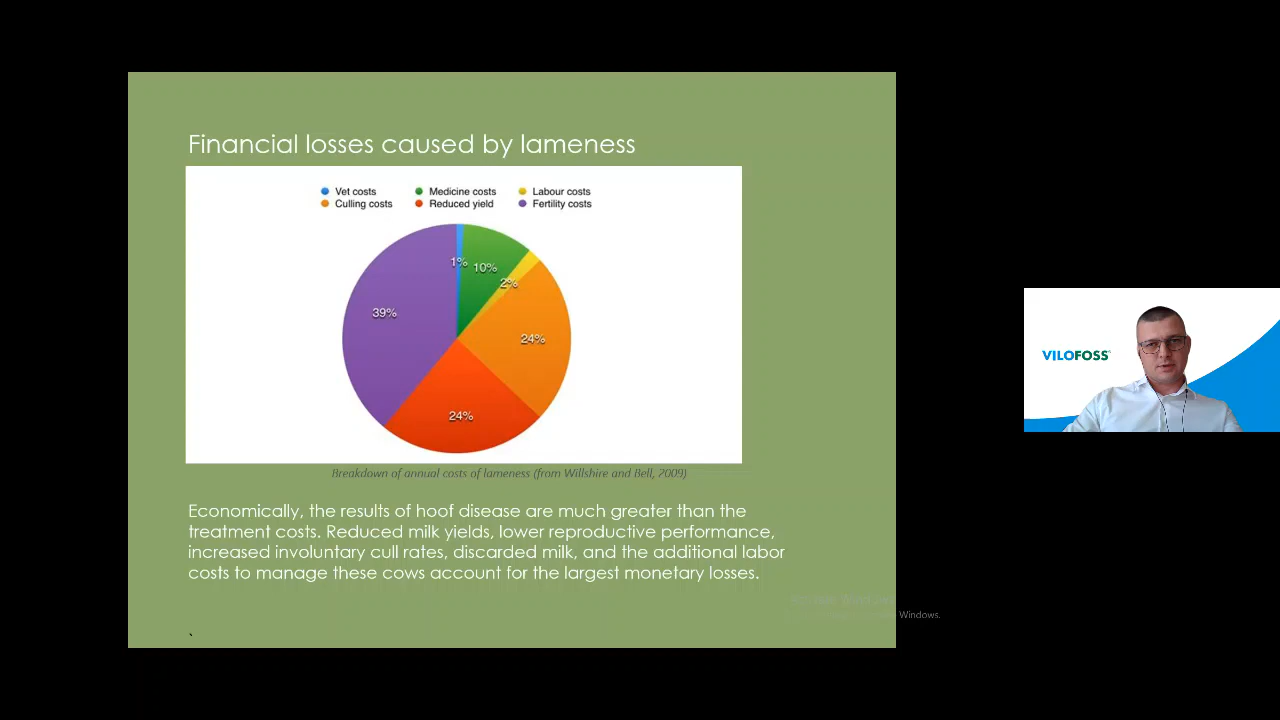 Financial losses caused by lameness
Vet costs
Medicine costs
Labour costs
Culling costs
Reduced yield
Fertility costs
1%
10%
2%
24%
39%
24%
Breakdown of annual costs of lameness (from Willshire and Bell, 2009)
Economically, the results of hoof disease are much greater than the
treatment costs. Reduced milk yields, lower reproductive performance,
increased involuntary cull rates, discarded milk, and the additional labor
costs to manage these cows account for the largest monetary losses.
Windows.
VILOFOSS